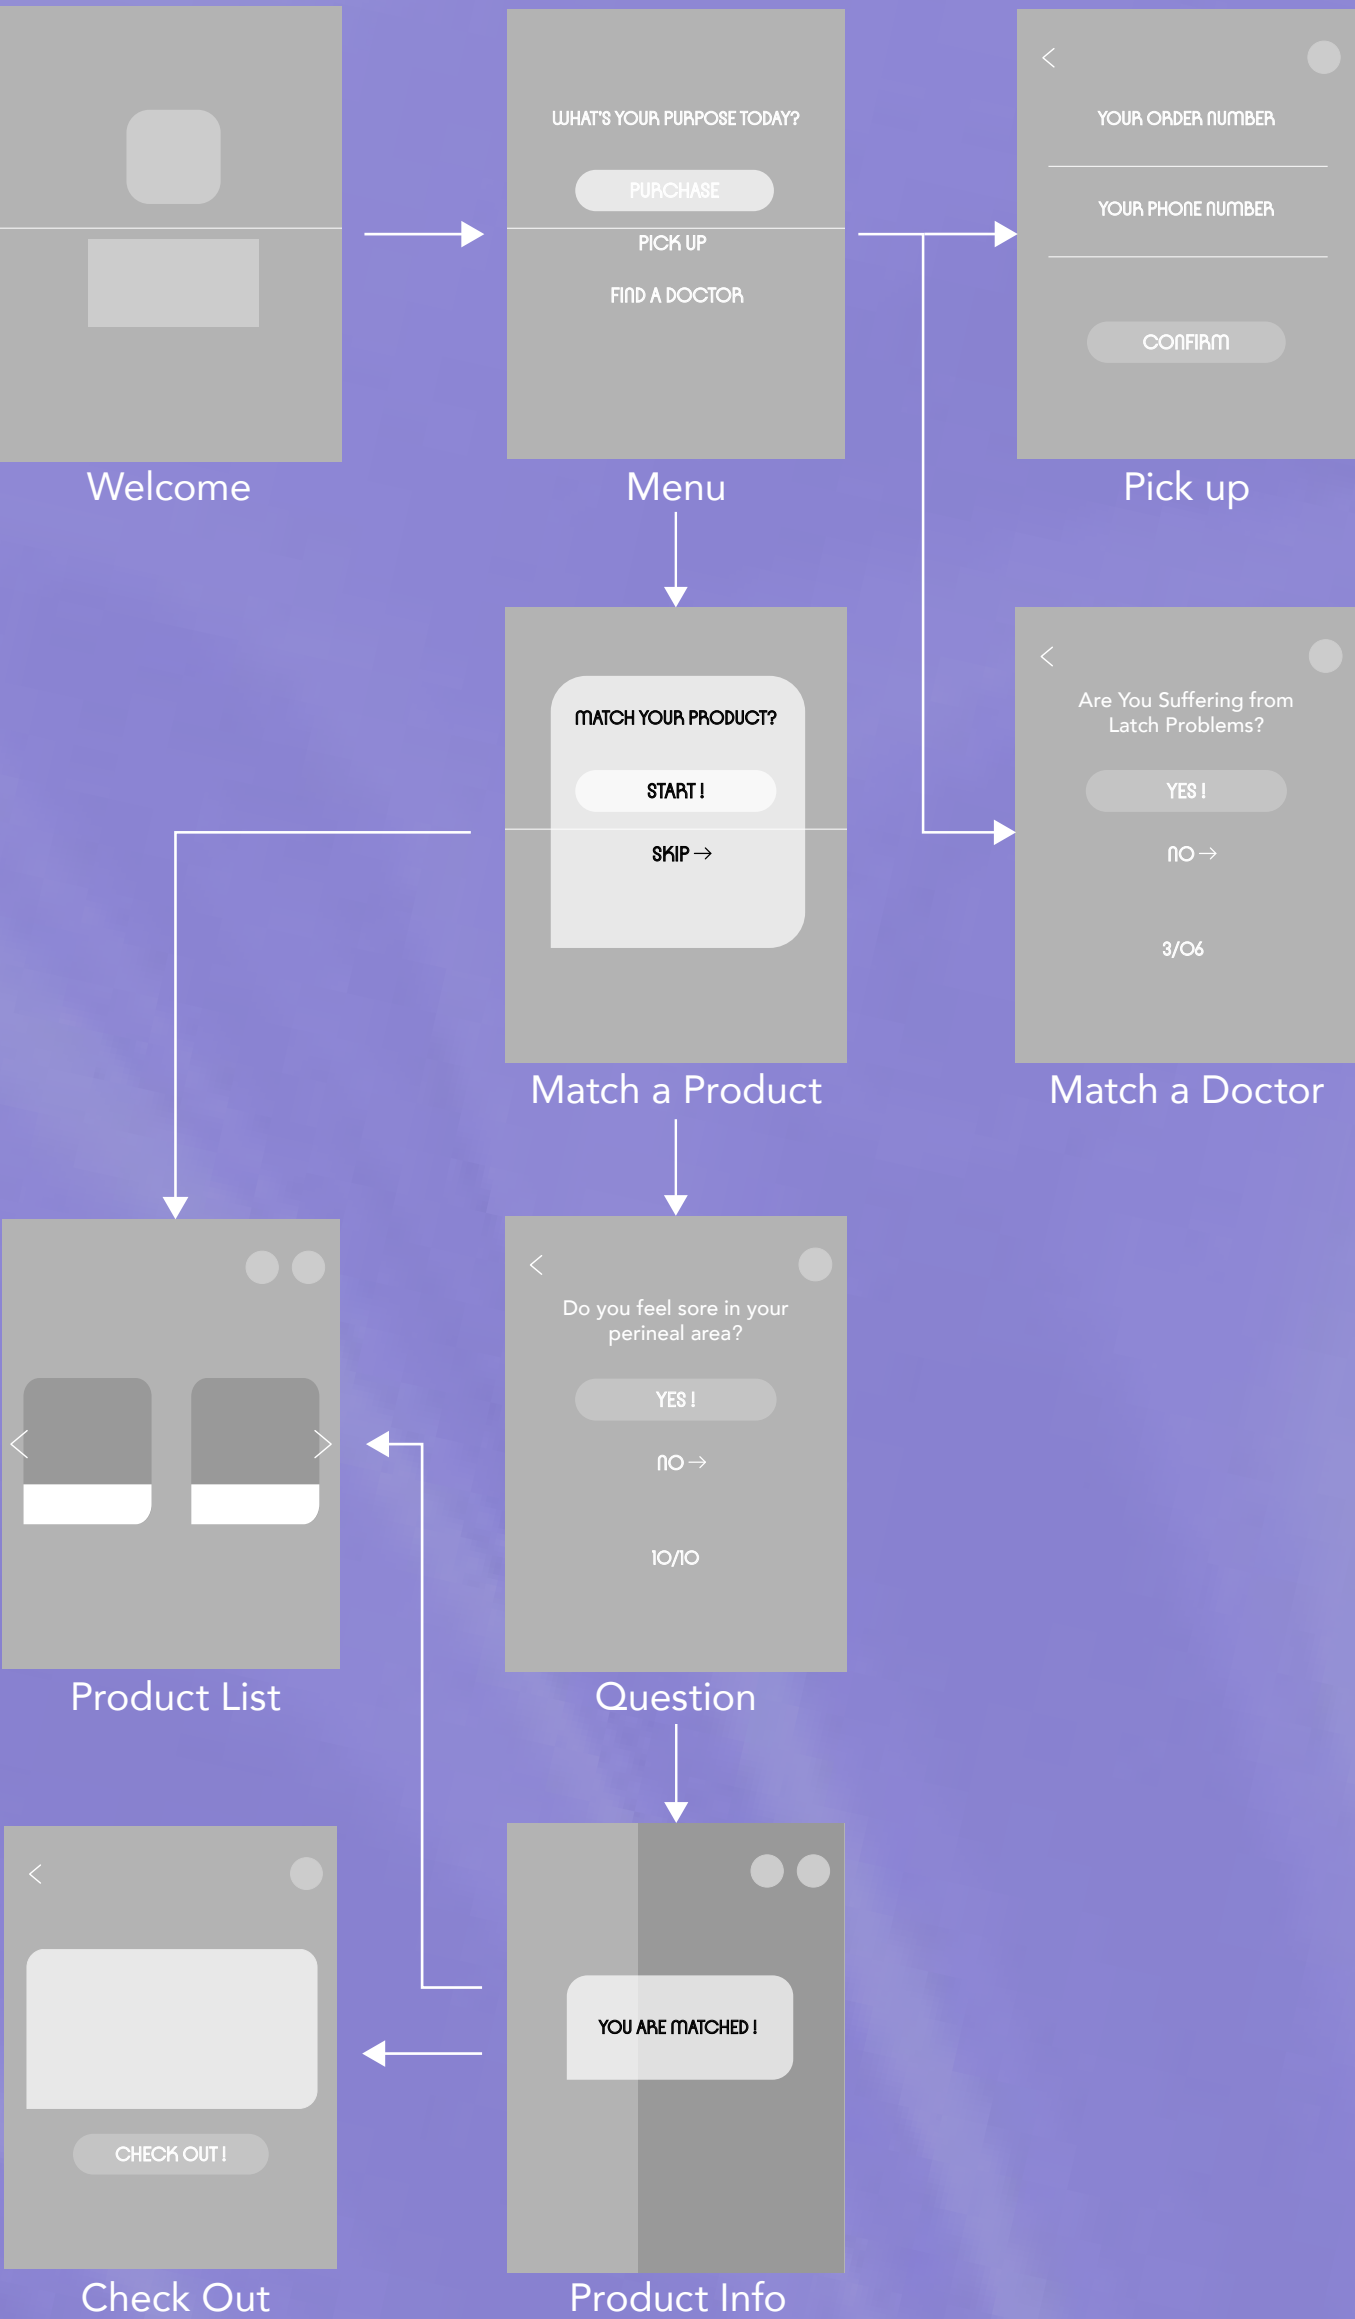 WHAT'S YOUR PURPOSE TODAY?
PURCHASE
PICK UP
FIND A DOCTOR
YOUR ORDER NUMBER
YOUR PHONE NUMBER
CONFIRM
Welcome
Menu
Pick up
MATCH YOUR PRODUCT?
START !
SKIP →
Are You Suffering from
Latch Problems?
YES !
NO →
3/06
Match a Product
Match a Doctor
Do you feel sore in your
perineal area?
YES !
NO →
10/10
Product List
Question
CHECK OUT !
YOU ARE MATCHED !
Check Out
Product Info